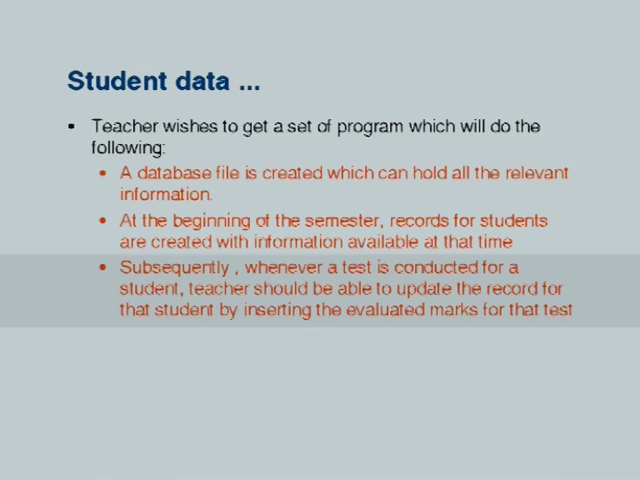 Student data ...
• Teacher wishes to get a set of program which will do the
following:
• A database file is created which can hold all the relevant
information.
• At the beginning of the semester, records for students
are created with information available at that time
• Subsequently , whenever a test is conducted for a
student, teacher should be able to update the record for
that student by inserting the evaluated marks for that test